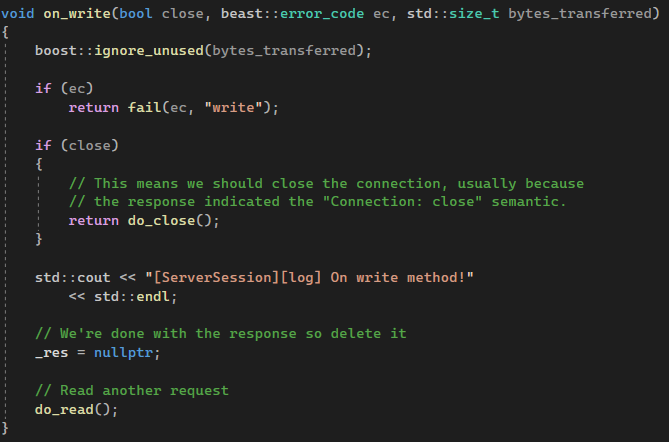 void on_write(bool close, beast::error_code ec, std::size_t bytes_transferred)
{
    boost::ignore_unused(bytes_transferred);
    if (ec)
        return fail(ec, "write");
    if (close)
    {
        // This means we should close the connection, usually because
        // the response indicated the "Connection: close" semantic.
        return do_close();
    }
    std::cout << "[ServerSession][log] On write method!"
        << std::endl;
    // We're done with the response so delete it
    _res = nullptr;
    // Read another request
    do_read();
}